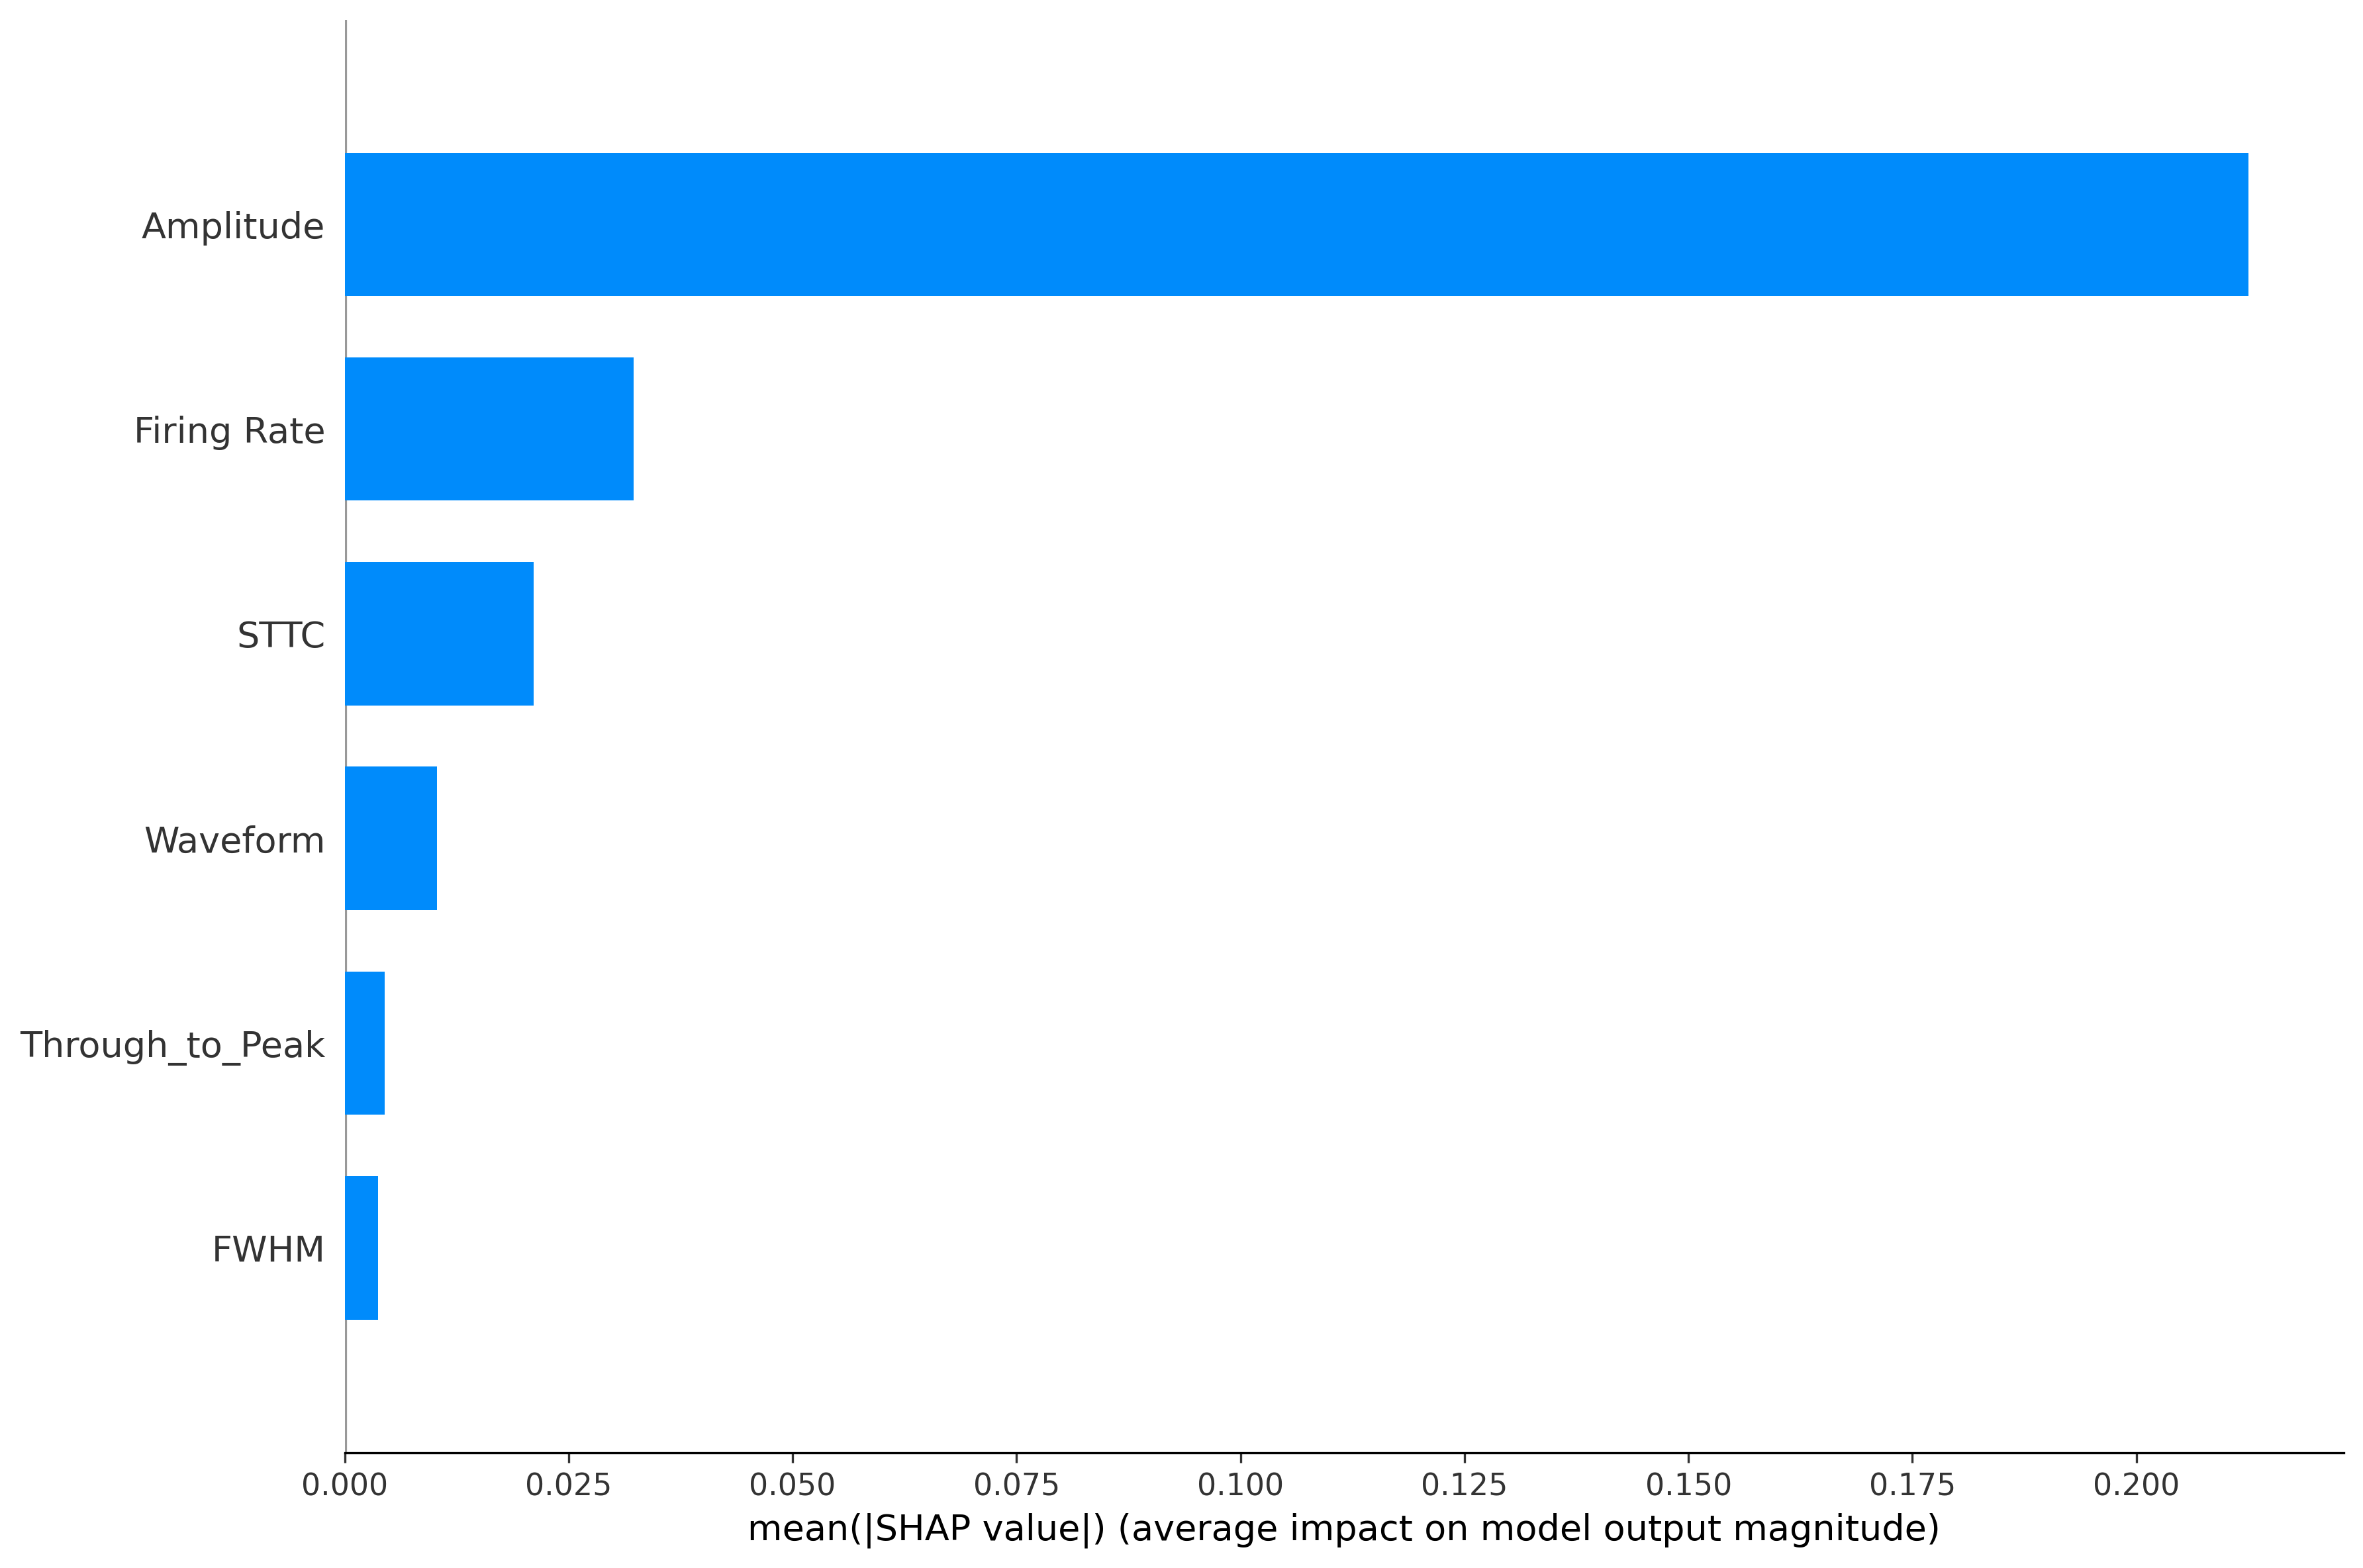 Amplitude
Firing Rate
STTC
Waveform
Through_to_Peak
FWHM
0.000 0.025 0.050 0.075 0.100 0.125 0.150 0.175 0.200
mean(|SHAP value|) (average impact on model output magnitude)